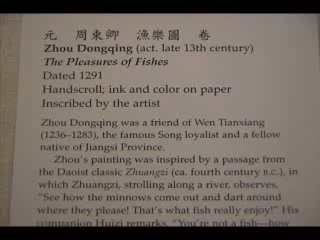 元 周東卿 漁樂圖 卷
Zhou Dongqing (act. late 13th century)
The Pleasures of Fishes
Dated 1291
Handscroll; ink and color on paper
Inscribed by the artist
Zhou Dongqing was a friend of Wen Tianxiang
(1236–1283), the famous Song loyalist and a fellow
native of Jiangsi Province.
Zhou's painting was inspired by a passage from
the Daoist classic Zhuangzi (ca. fourth century B.C.), in
which Zhuangzi, strolling along a river, observes,
"See how the minnows come out and dart around
where they please! That's what fish really enjoy!" His
companion Huizi remarks, "You're not a fish—how